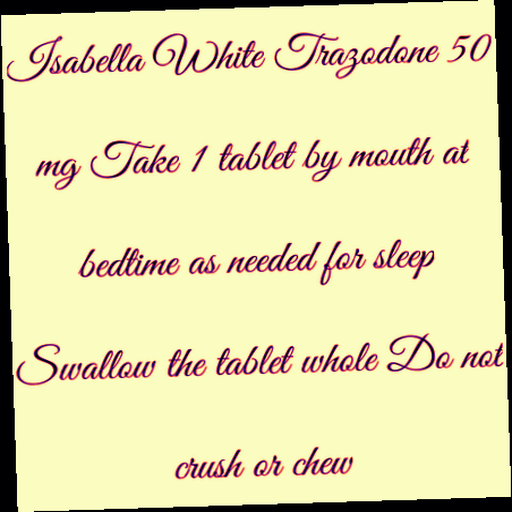 Isabella White Trazodone 50
mg Take 1 tablet by mouth at
bedtime as needed for sleep
Swallow the tablet whole Do not
crush or chew